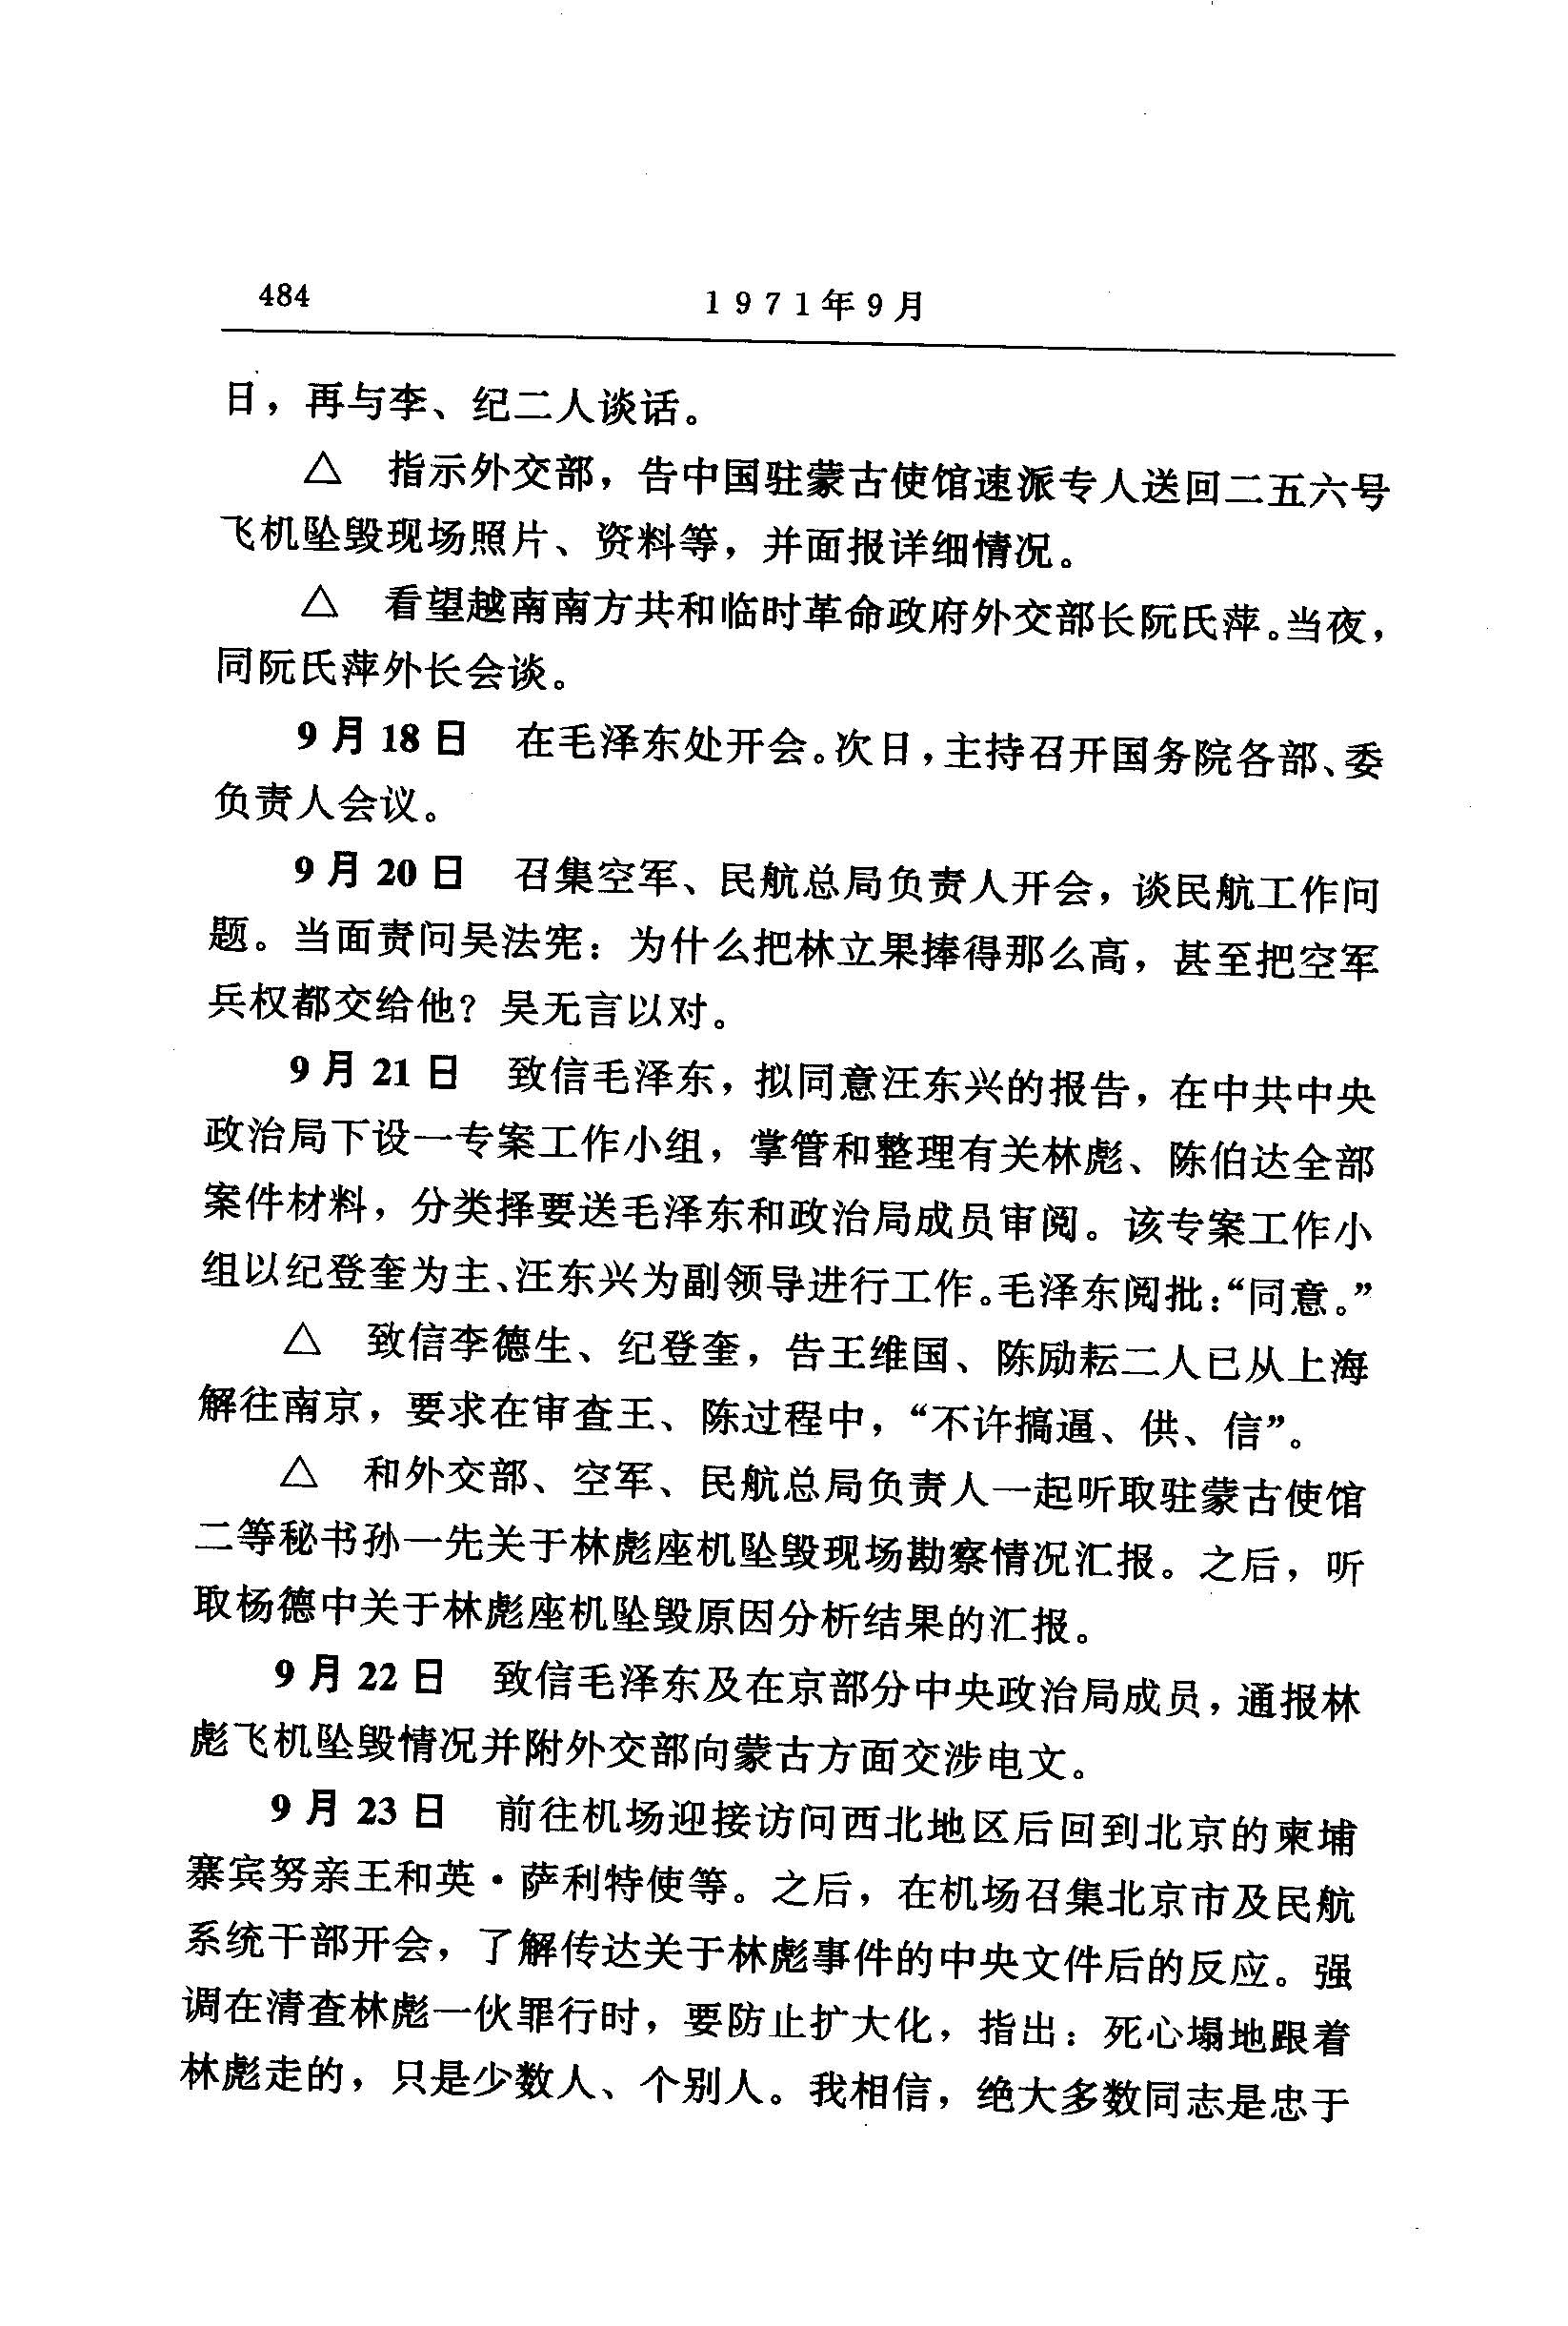 484
1971年9月
日，再与李、纪二人谈话。
△ 指示外交部，告中国驻蒙古使馆速派专人送回二五六号
飞机坠毁现场照片、资料等，并面报详细情况。
△ 看望越南南方共和临时革命政府外交部长阮氏萍。当夜，
同阮氏萍外长会谈。
9月18日 在毛泽东处开会。次日，主持召开国务院各部、委
负责人会议。
9月20日 召集空军、民航总局负责人开会，谈民航工作问
题。当面责问吴法宪：为什么把林立果捧得那么高，甚至把空军
兵权都交给他？吴无言以对。
9月21日 致信毛泽东，拟同意汪东兴的报告，在中共中央
政治局下设一专案工作小组，掌管和整理有关林彪、陈伯达全部
案件材料，分类择要送毛泽东和政治局成员审阅。该专案工作小
组以纪登奎为主、汪东兴为副领导进行工作。毛泽东阅批：“同意。”
△ 致信李德生、纪登奎，告王维国、陈励耘二人已从上海
解往南京，要求在审查王、陈过程中，“不许搞逼、供、信”。
△ 和外交部、空军、民航总局负责人一起听取驻蒙古使馆
二等秘书孙一先关于林彪座机坠毁现场勘察情况汇报。之后，听
取杨德中关于林彪座机坠毁原因分析结果的汇报。
9月22日 致信毛泽东及在京部分中央政治局成员，通报林
彪飞机坠毁情况并附外交部向蒙古方面交涉电文。
9月23日 前往机场迎接访问西北地区后回到北京的柬埔
寨宾努亲王和英·萨利特使等。之后，在机场召集北京市及民航
系统干部开会，了解传达关于林彪事件的中央文件后的反应。强
调在清查林彪一伙罪行时，要防止扩大化，指出：死心塌地跟着
林彪走的，只是少数人、个别人。我相信，绝大多数同志是忠于